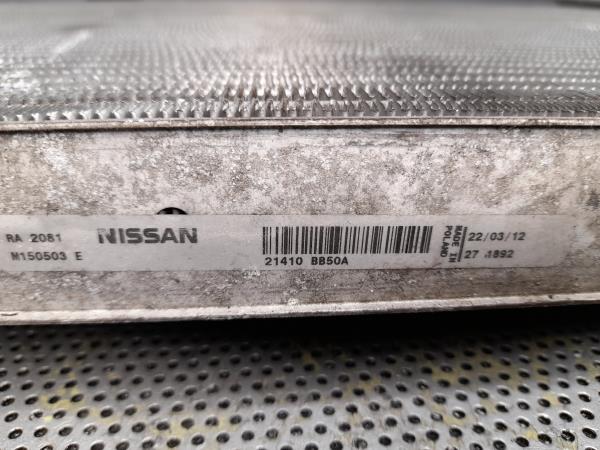 RA 2081
M150503 E
NISSAN
21410 BB50A
MADE IN
POLAND
22/03/12
27 1892